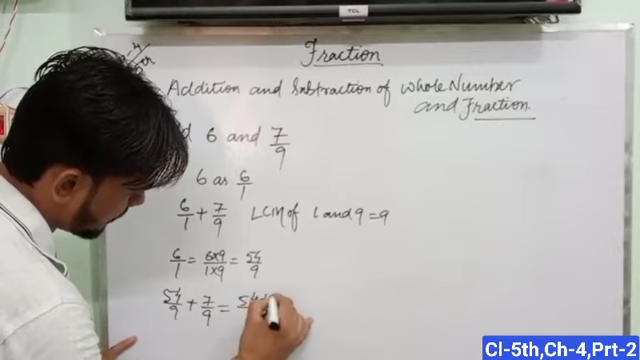 TCL
Fraction
Addition and Subtraction of Whole Number
and Fraction
6 and 7/9
6 as 6/1
6/1 + 7/9 LCM of 1 and 9 = 9
6/1 = 6×9/1×9 = 54/9
54/9 + 7/9 = 54
Cl-5th,Ch-4,Prt-2